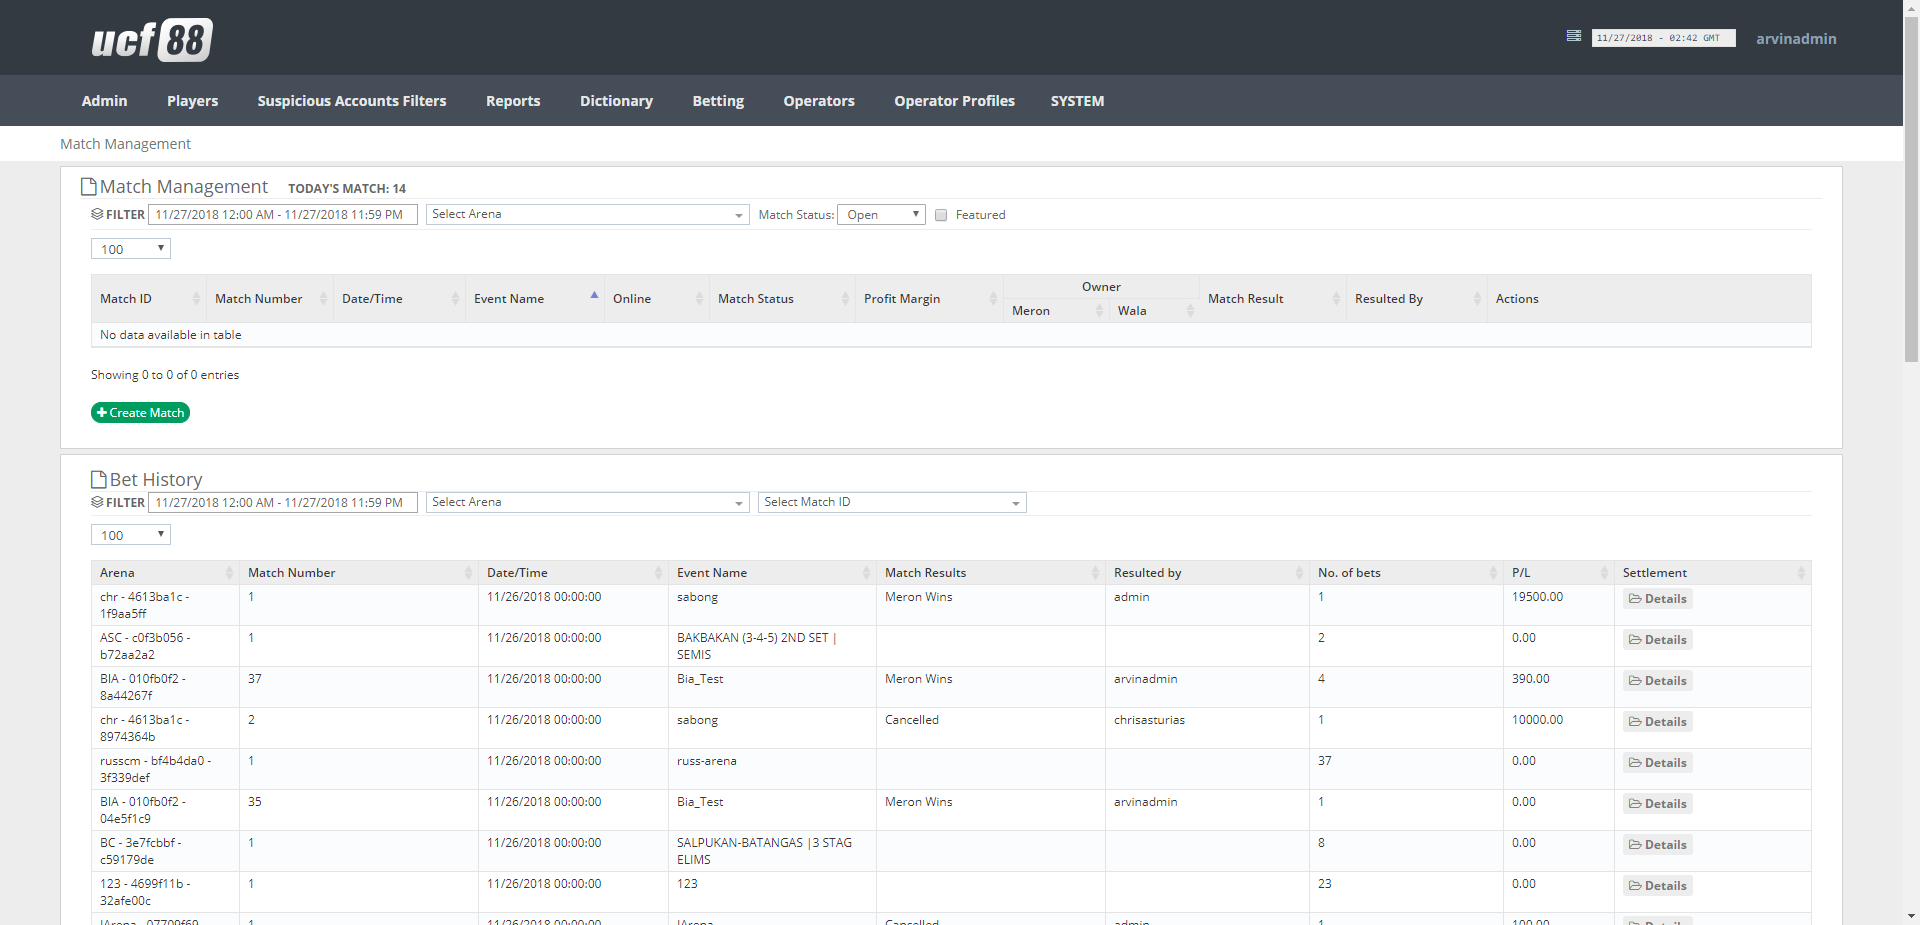 ucf 88
11/27/2018 - 02:42 GMT
arvinadmin
Admin Players Suspicious Accounts Filters Reports Dictionary Betting Operators Operator Profiles SYSTEM
Match Management
Match Management TODAY'S MATCH: 14
FILTER 11/27/2018 12:00 AM - 11/27/2018 11:59 PM Select Arena Match Status: Open Featured
100
Owner
Match ID Match Number Date/Time Event Name Online Match Status Profit Margin Match Result Resulted By Actions
Meron Wala
No data available in table
Showing 0 to 0 of 0 entries
Create Match
Bet History
FILTER 11/27/2018 12:00 AM - 11/27/2018 11:59 PM Select Arena Select Match ID
100
Arena Match Number Date/Time Event Name Match Results Resulted by No. of bets P/L Settlement
chr - 4613ba1c - 1 11/26/2018 00:00:00 sabong Meron Wins admin 1 19500.00 Details
1f9aa5ff
ASC - c0f3b056 - 1 11/26/2018 00:00:00 BAKBAKAN (3-4-5) 2ND SET | 2 0.00 Details
b72aa2a2 SEMIS
BIA - 010fb0f2 - 37 11/26/2018 00:00:00 Bia_Test Meron Wins arvinadmin 4 390.00 Details
8a44267f
chr - 4613ba1c - 2 11/26/2018 00:00:00 sabong Cancelled chrisasturias 1 10000.00 Details
8974364b
russcm - bf4b4da0 - 1 11/26/2018 00:00:00 russ-arena 37 0.00 Details
3f339def
BIA - 010fb0f2 - 35 11/26/2018 00:00:00 Bia_Test Meron Wins arvinadmin 1 0.00 Details
04e5f1c9
BC - 3e7fcbbf - 1 11/26/2018 00:00:00 SALPUKAN-BATANGAS |3 STAG 8 0.00 Details
c59179de ELIMS
123 - 4699f11b - 1 11/26/2018 00:00:00 123 23 0.00 Details
32afe00c
11/26/2018 00:00:00 Cancelled admin 1 100.00 Details